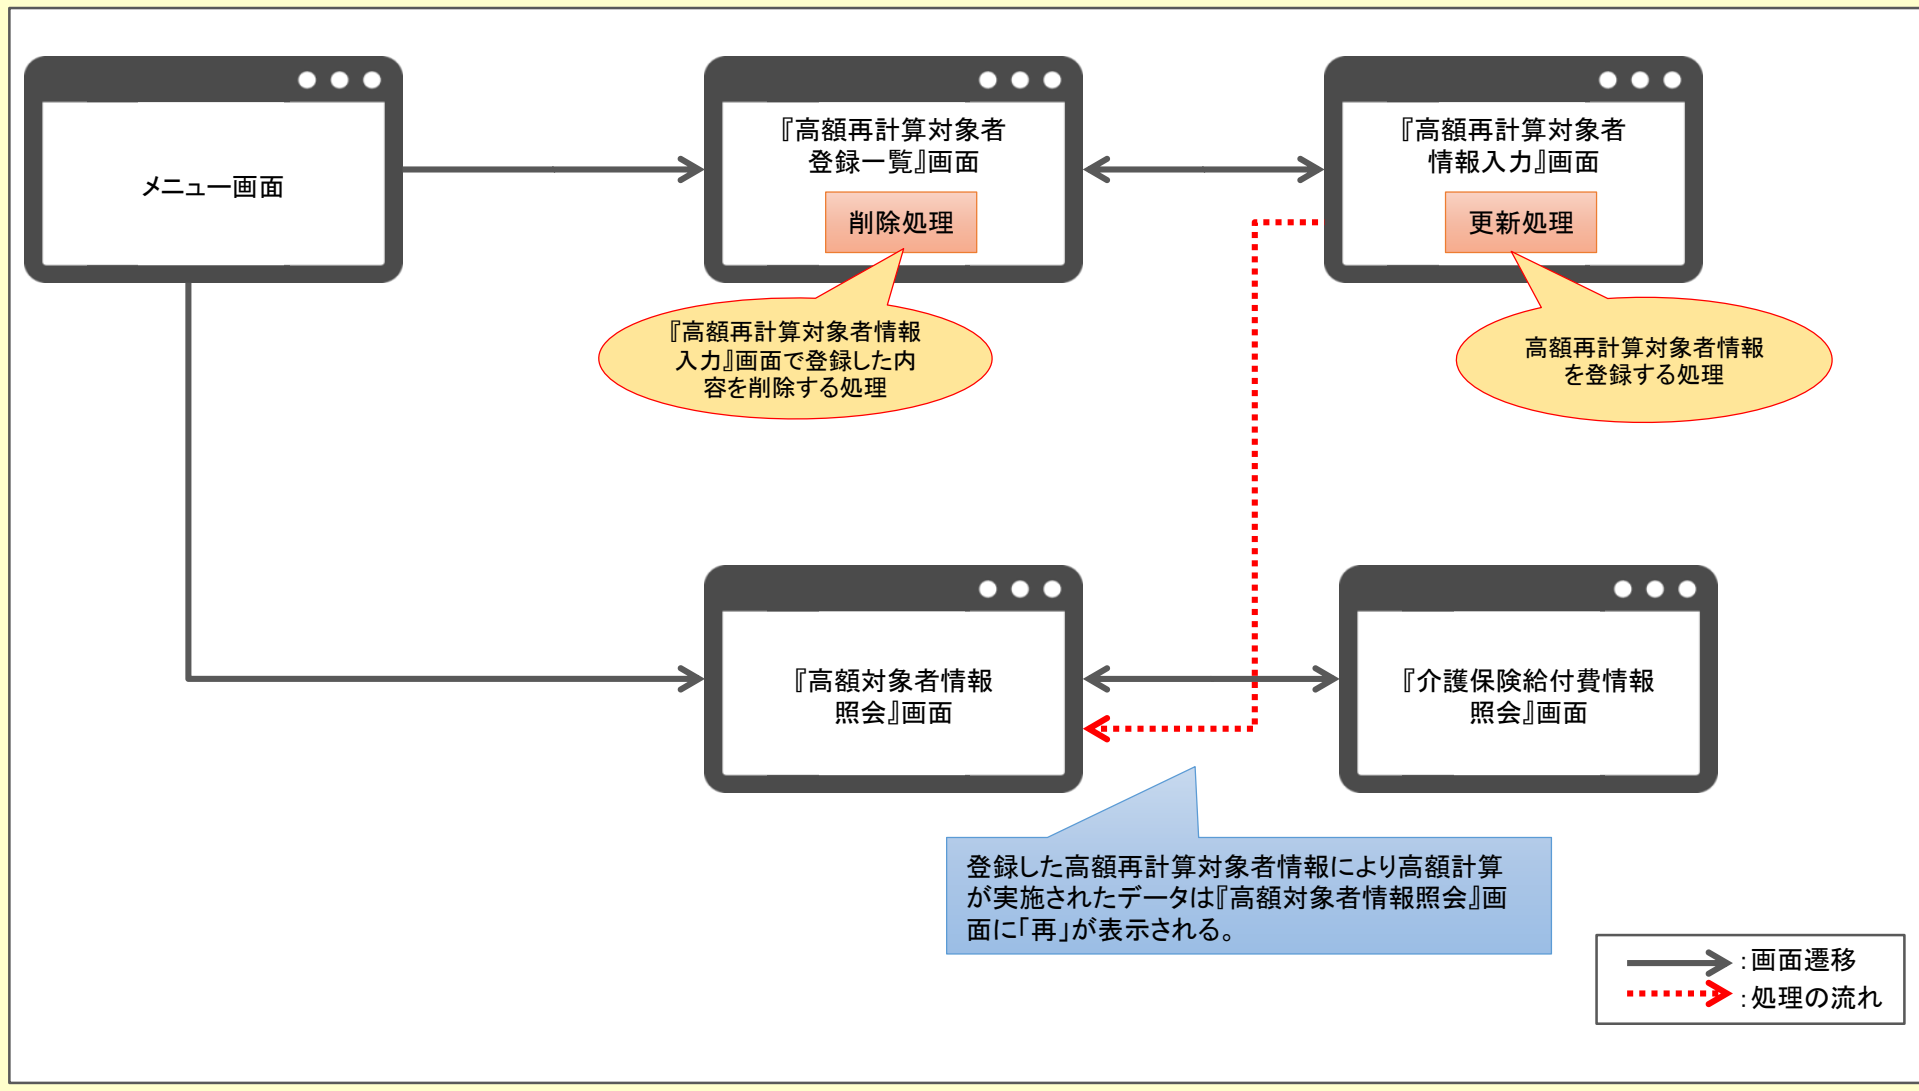 メニュー画面
『高額再計算対象者
登録一覧』画面
削除処理
『高額再計算対象者
情報入力』画面
更新処理
『高額再計算対象者情報
入力』画面で登録した内
容を削除する処理
高額再計算対象者情報
を登録する処理
『高額対象者情報
照会』画面
『介護保険給付費情報
照会』画面
登録した高額再計算対象者情報により高額計算
が実施されたデータは『高額対象者情報照会』画
面に「再」が表示される。
：画面遷移
：処理の流れ